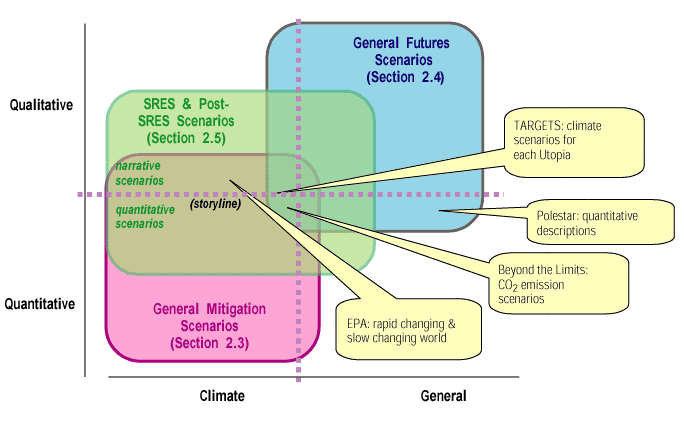 General Futures
Scenarios
(Section 2.4)
Qualitative
SRES & Post-
SRES Scenarios
(Section 2.5)
TARGETS: climate
scenarios for
each Utopia
narrative
scenarios
(storyline)
quantitative
scenarios
Polestar: quantitative
descriptions
Beyond the Limits:
CO2 emission
scenarios
Quantitative
General Mitigation
Scenarios
(Section 2.3)
EPA: rapid changing &
slow changing world
Climate
General